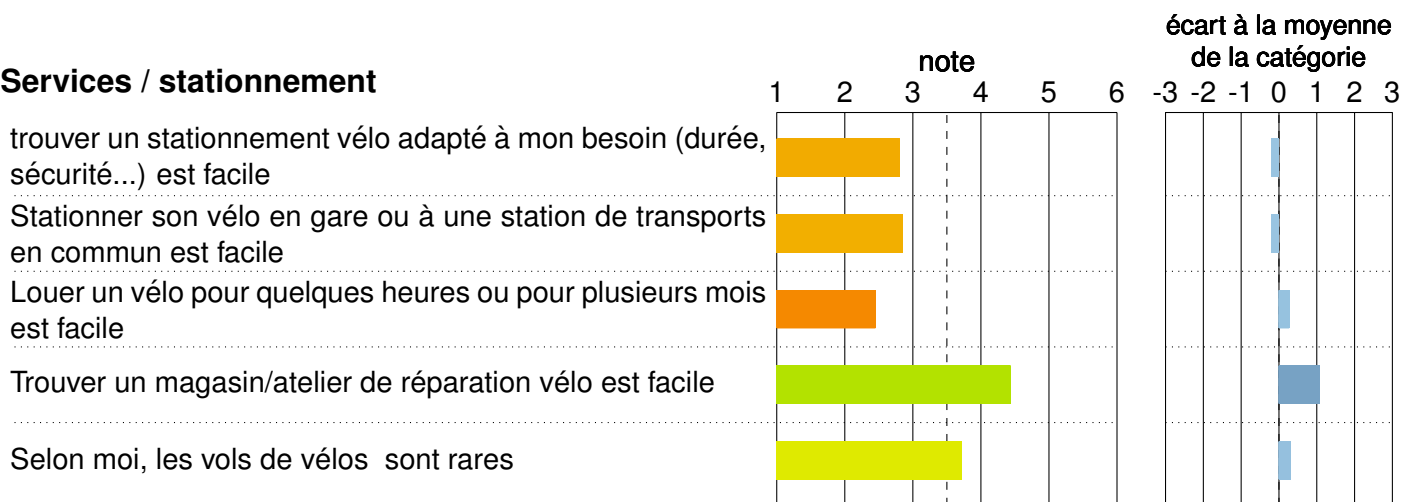 écart à la moyenne
note de la catégorie
Services / stationnement
1 2 3 4 5 6 -3 -2 -1 0 1 2 3
trouver un stationnement vélo adapté à mon besoin (durée,
sécurité...) est facile
Stationner son vélo en gare ou à une station de transports
en commun est facile
Louer un vélo pour quelques heures ou pour plusieurs mois
est facile
Trouver un magasin/atelier de réparation vélo est facile
Selon moi, les vols de vélos sont rares